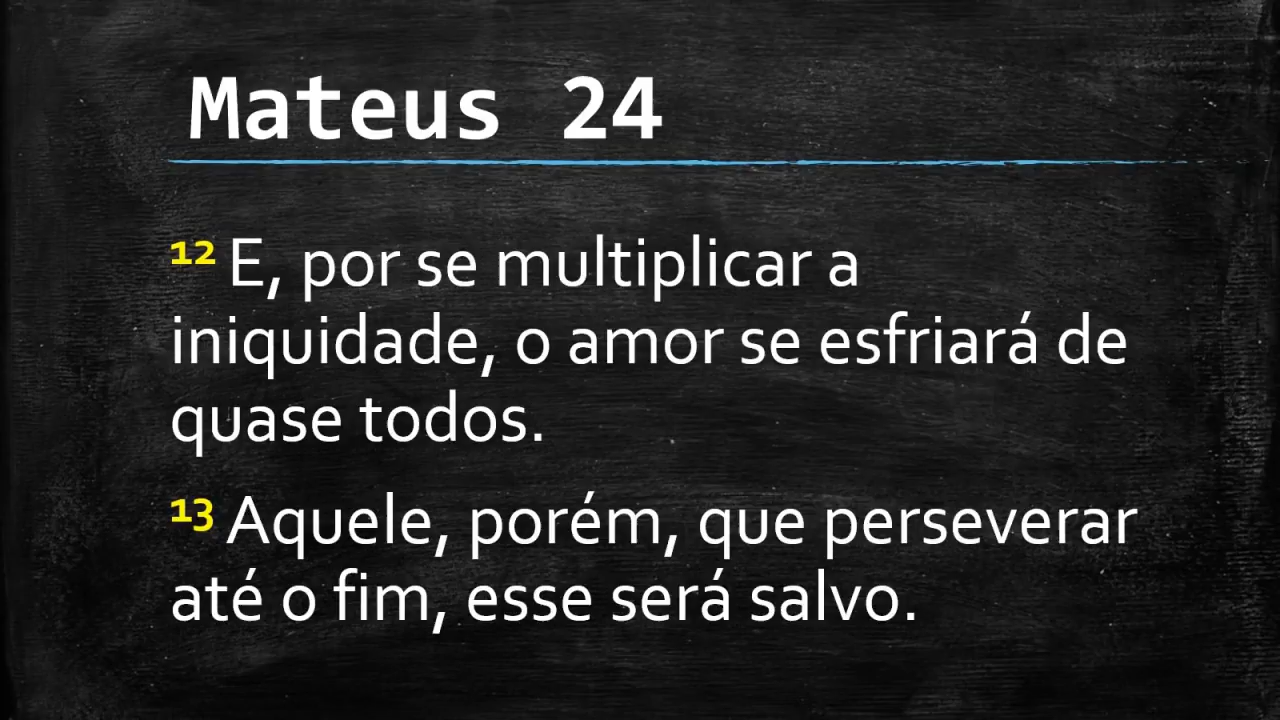 Mateus 24
12 E, por se multiplicar a
iniquidade, o amor se esfriará de
quase todos.
13 Aquele, porém, que perseverar
até o fim, esse será salvo.